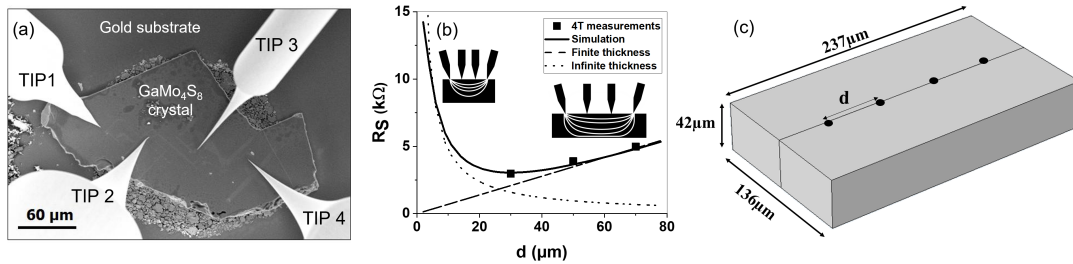 (a)
Gold substrate
TIP 3
TIP1
GaMo₄S₈
crystal
TIP 2
TIP 4
60 µm
(b)
4T measurements
Simulation
Finite thickness
Infinite thickness
15
10
5
0
R_S (kΩ)
0 20 40 60 80
d (µm)
(c)
237µm
d
42µm
136µm